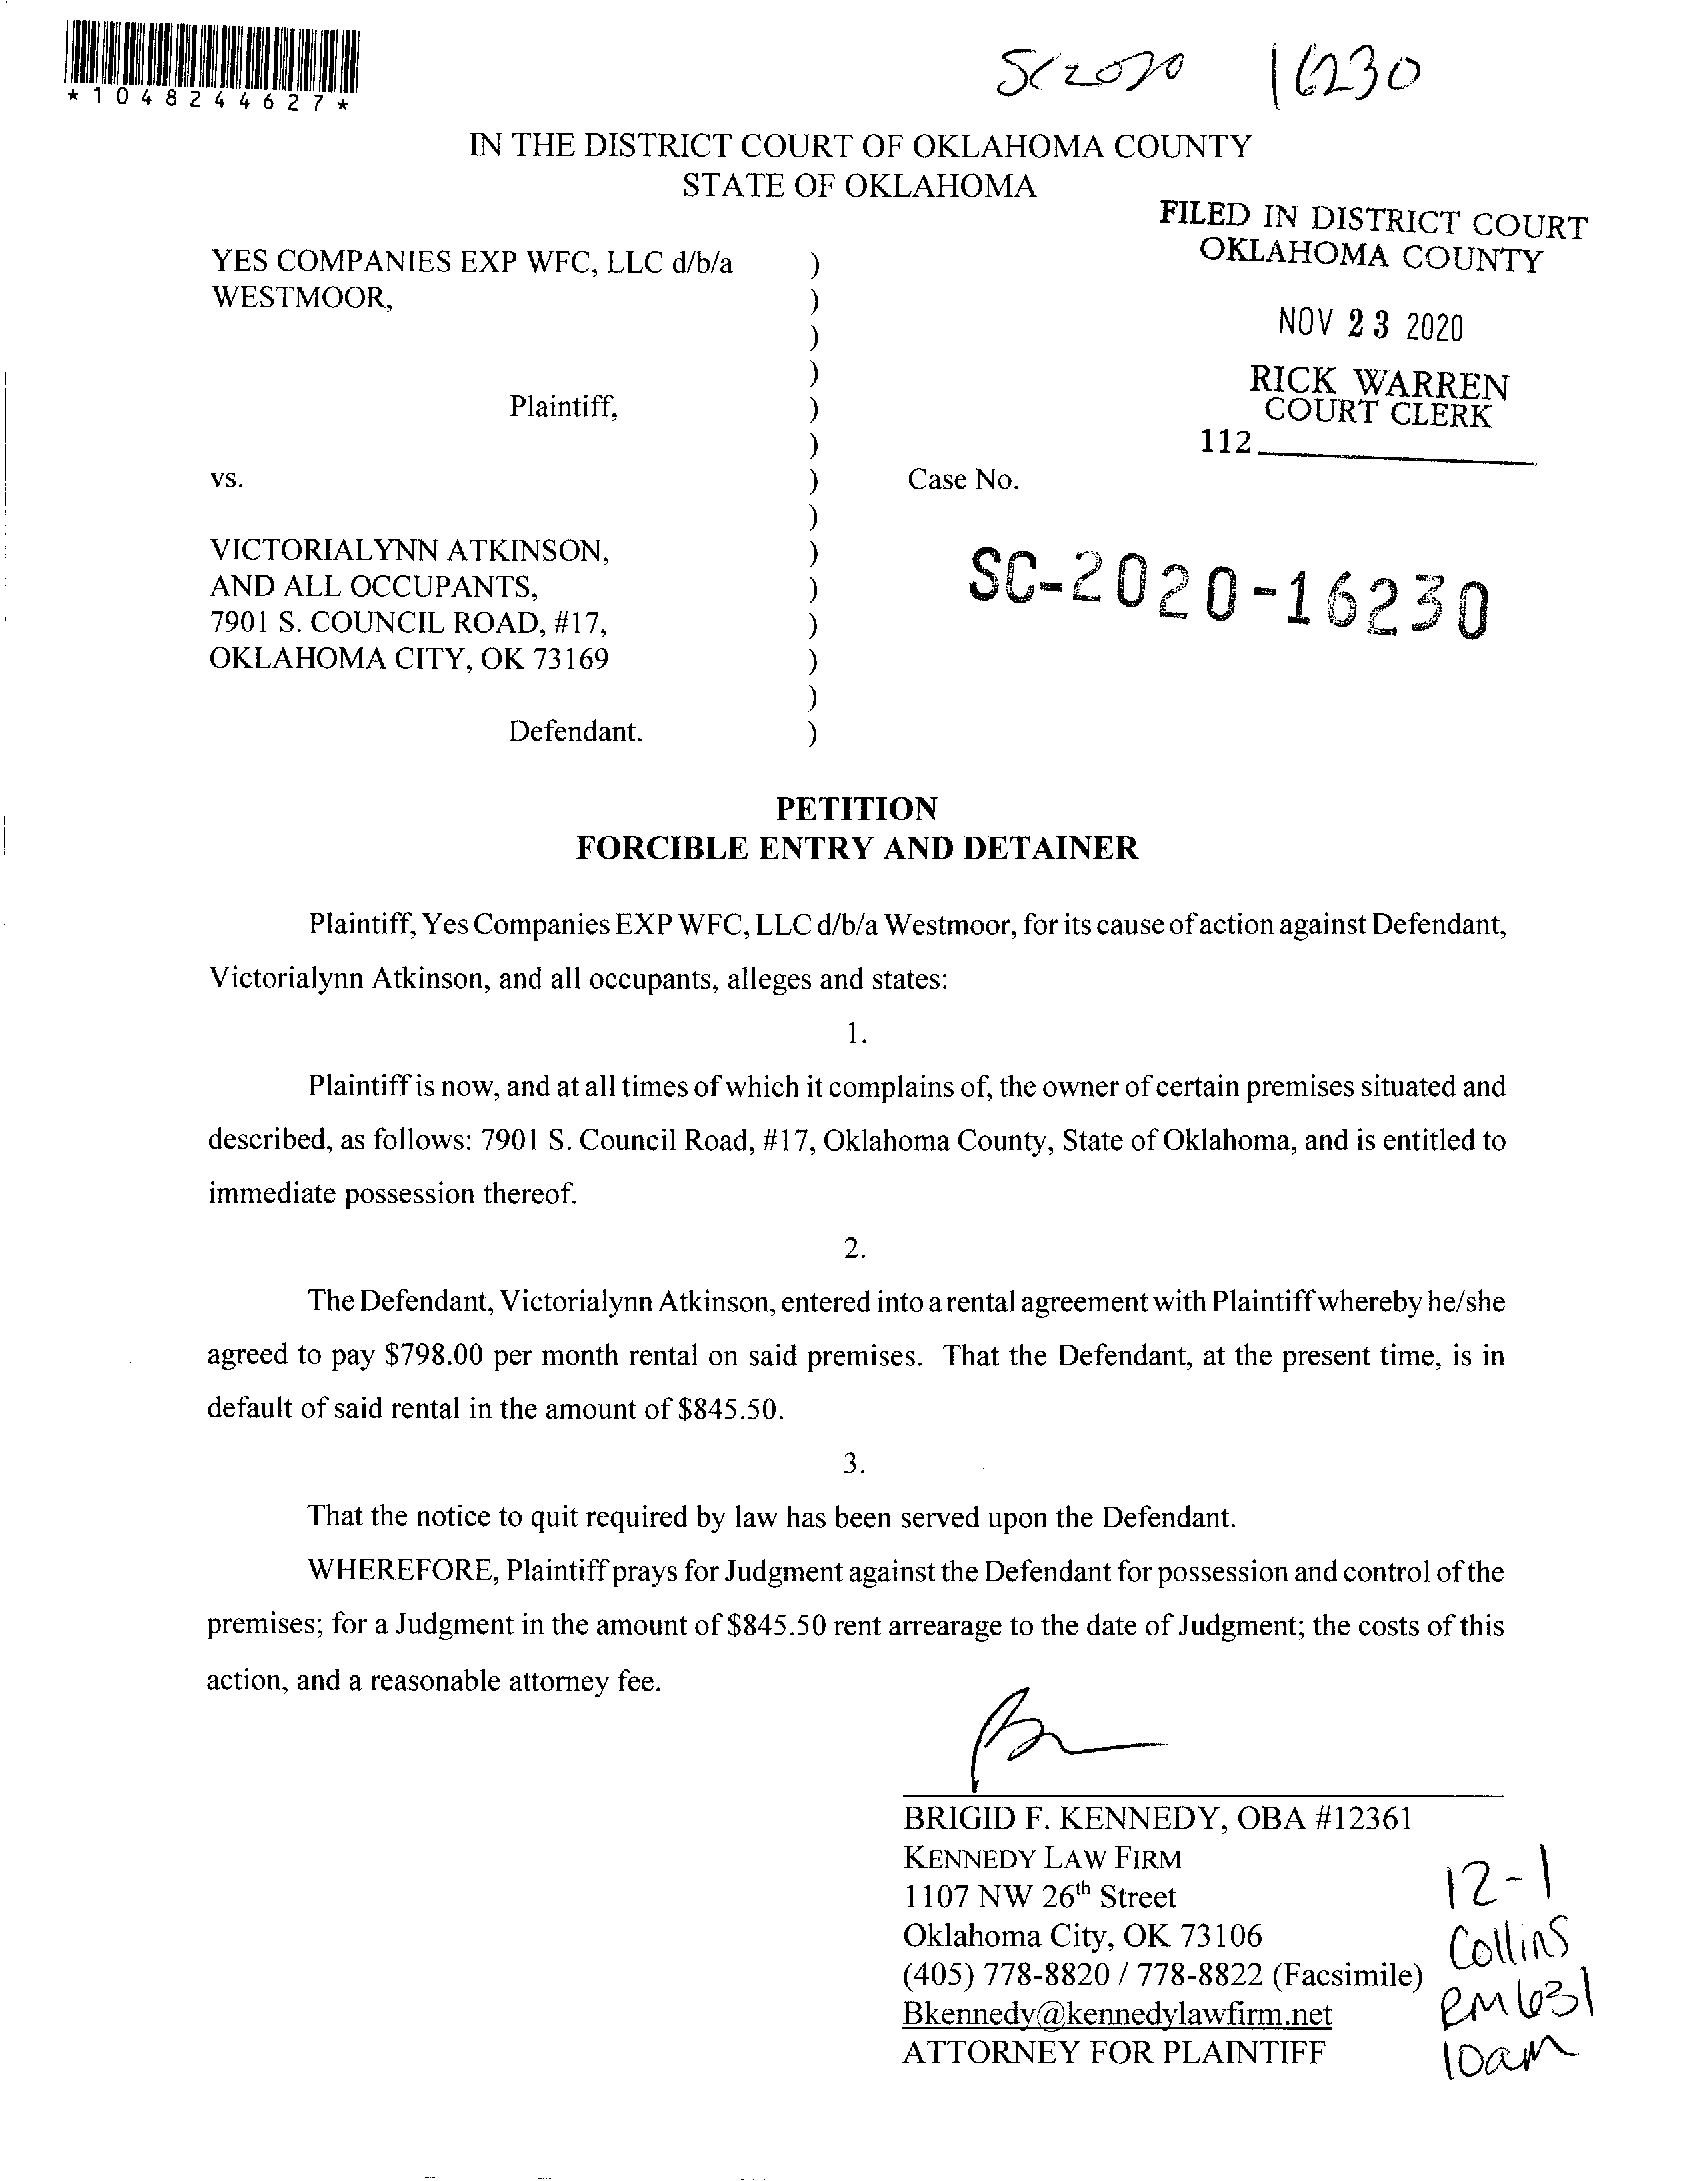 *1048244627*
SC2020 16230
IN THE DISTRICT COURT OF OKLAHOMA COUNTY
STATE OF OKLAHOMA
FILED IN DISTRICT COURT
OKLAHOMA COUNTY
NOV 23 2020
RICK WARREN
COURT CLERK
112
YES COMPANIES EXP WFC, LLC d/b/a )
WESTMOOR, )
)
)
Plaintiff, )
)
vs. ) Case No.
)
VICTORIALYNN ATKINSON, )
AND ALL OCCUPANTS, ) SC-2020-16230
7901 S. COUNCIL ROAD, #17, )
OKLAHOMA CITY, OK 73169 )
)
Defendant. )
PETITION
FORCIBLE ENTRY AND DETAINER
Plaintiff, Yes Companies EXP WFC, LLC d/b/a Westmoor, for its cause of action against Defendant,
Victorialynn Atkinson, and all occupants, alleges and states:
1.
Plaintiff is now, and at all times of which it complains of, the owner of certain premises situated and
described, as follows: 7901 S. Council Road, #17, Oklahoma County, State of Oklahoma, and is entitled to
immediate possession thereof.
2.
The Defendant, Victorialynn Atkinson, entered into a rental agreement with Plaintiff whereby he/she
agreed to pay $798.00 per month rental on said premises. That the Defendant, at the present time, is in
default of said rental in the amount of $845.50.
3.
That the notice to quit required by law has been served upon the Defendant.
WHEREFORE, Plaintiff prays for Judgment against the Defendant for possession and control of the
premises; for a Judgment in the amount of $845.50 rent arrearage to the date of Judgment; the costs of this
action, and a reasonable attorney fee.
BRIGID F. KENNEDY, OBA #12361
KENNEDY LAW FIRM
1107 NW 26th Street
Oklahoma City, OK 73106
(405) 778-8820 / 778-8822 (Facsimile)
Bkennedy@kennedylawfirm.net
ATTORNEY FOR PLAINTIFF
12-1
Collins
RM 631
10am